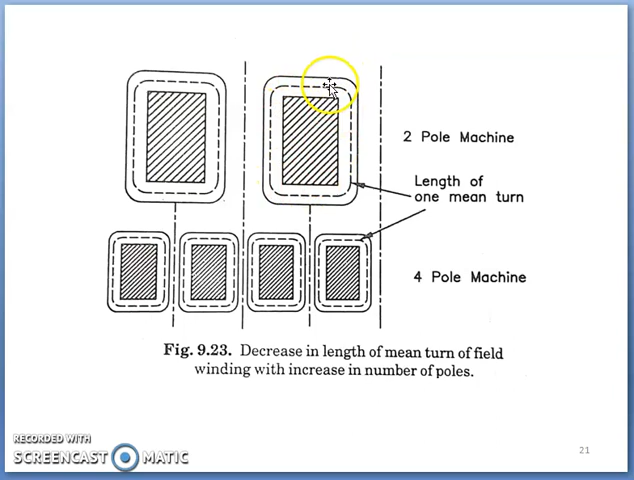 2 Pole Machine
Length of
one mean turn
4 Pole Machine
Fig. 9.23. Decrease in length of mean turn of field
winding with increase in number of poles.
RECORDED WITH
SCREENCAST MATIC
21